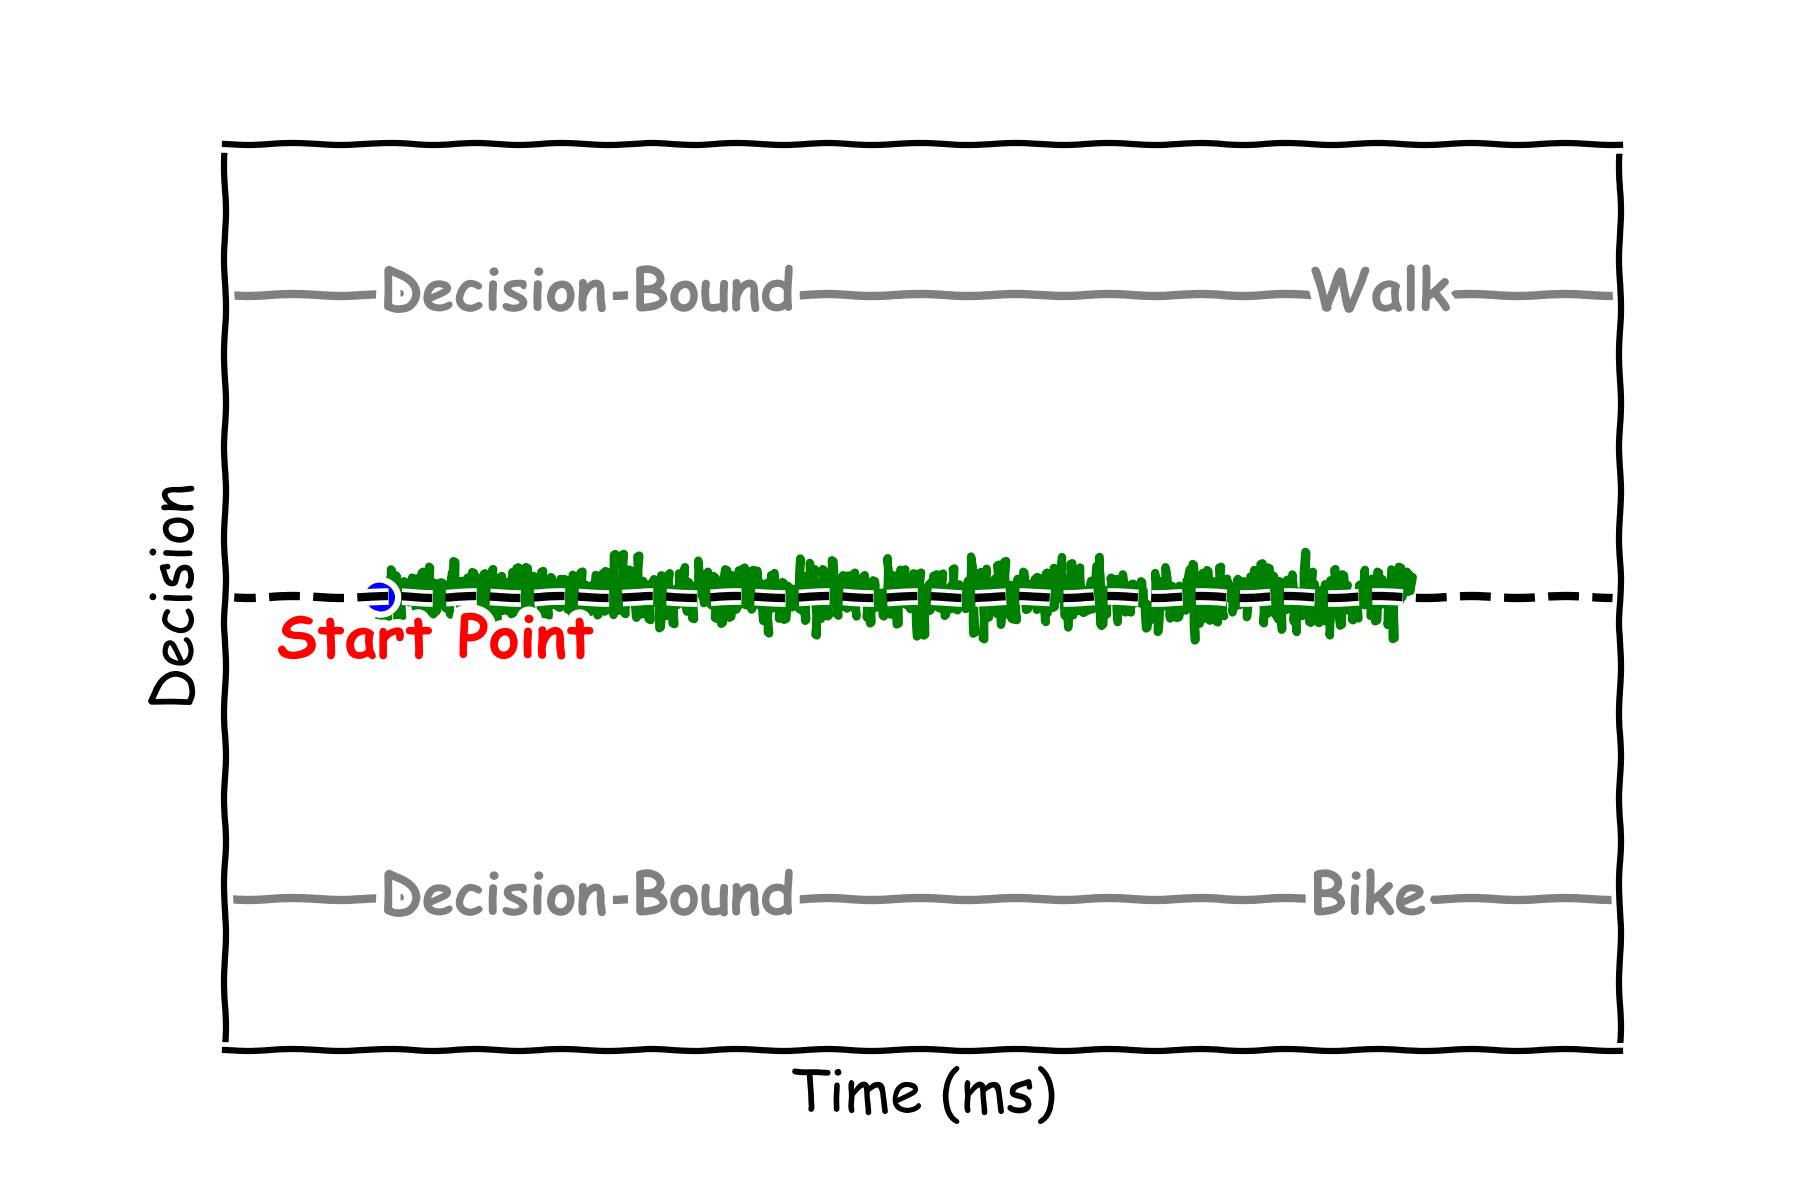 Decision-Bound Walk
Decision
Start Point
Decision-Bound Bike
Time (ms)